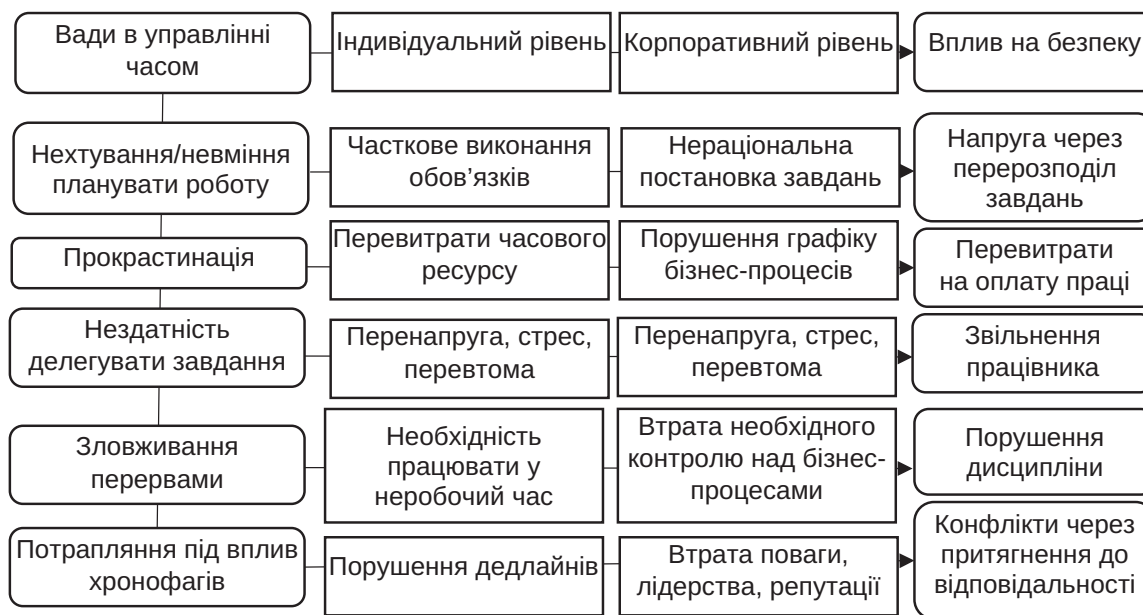 Вади в управлінні
часом
Індивідуальний рівень
Корпоративний рівень
Вплив на безпеку
Нехтування/невміння
планувати роботу
Часткове виконання
обов’язків
Нераціональна
постановка завдань
Напруга через
перерозподіл
завдань
Прокрастинація
Перевитрати часового
ресурсу
Порушення графіку
бізнес-процесів
Перевитрати
на оплату праці
Нездатність
делегувати завдання
Перенапруга, стрес,
перевтома
Перенапруга, стрес,
перевтома
Звільнення
працівника
Зловживання
перервами
Необхідність
працювати у
неробочий час
Втрата необхідного
контролю над бізнес-
процесами
Порушення
дисципліни
Потрапляння під вплив
хронофагів
Порушення дедлайнів
Втрата поваги,
лідерства, репутації
Конфлікти через
притягнення до
відповідальності